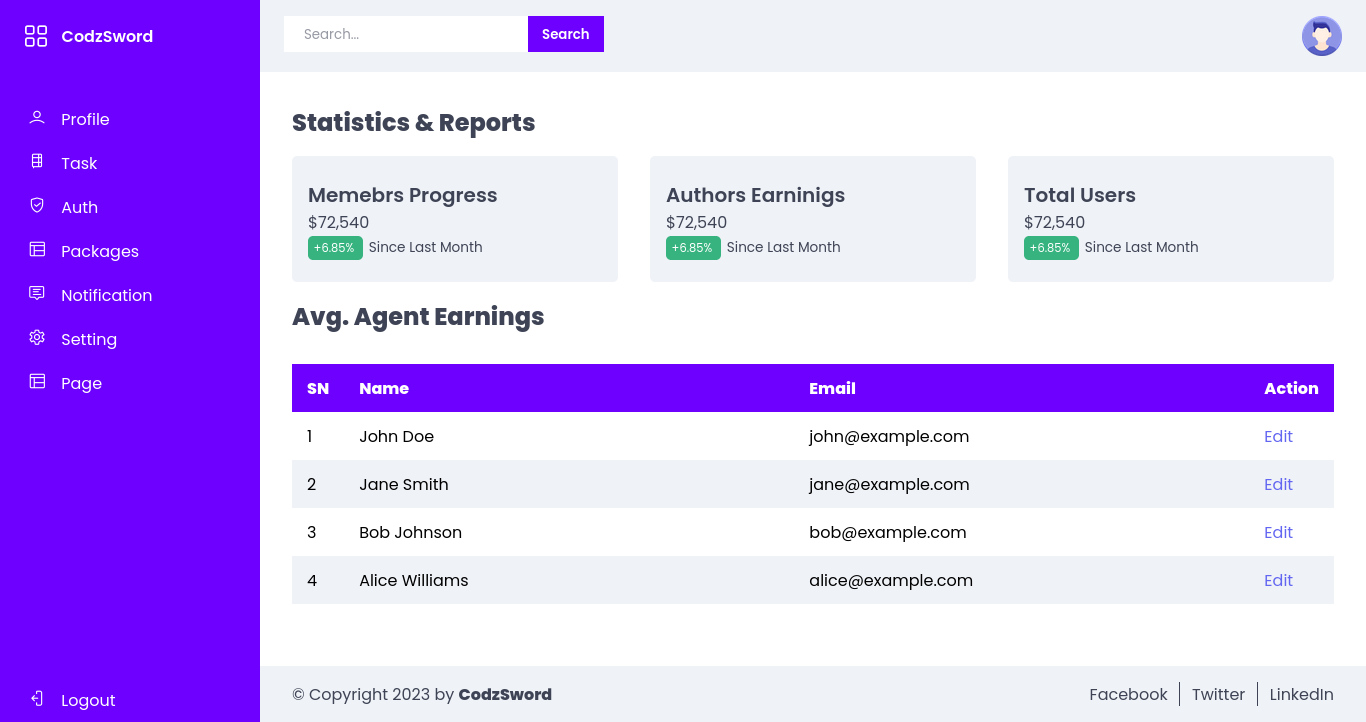 CodzSword
Search...
Search
Profile
Task
Auth
Packages
Notification
Setting
Page
Logout
Statistics & Reports
Memebrs Progress
$72,540
+6.85% Since Last Month
Authors Earninigs
$72,540
+6.85% Since Last Month
Total Users
$72,540
+6.85% Since Last Month
Avg. Agent Earnings
SN Name Email Action
1 John Doe john@example.com Edit
2 Jane Smith jane@example.com Edit
3 Bob Johnson bob@example.com Edit
4 Alice Williams alice@example.com Edit
© Copyright 2023 by CodzSword
Facebook Twitter LinkedIn